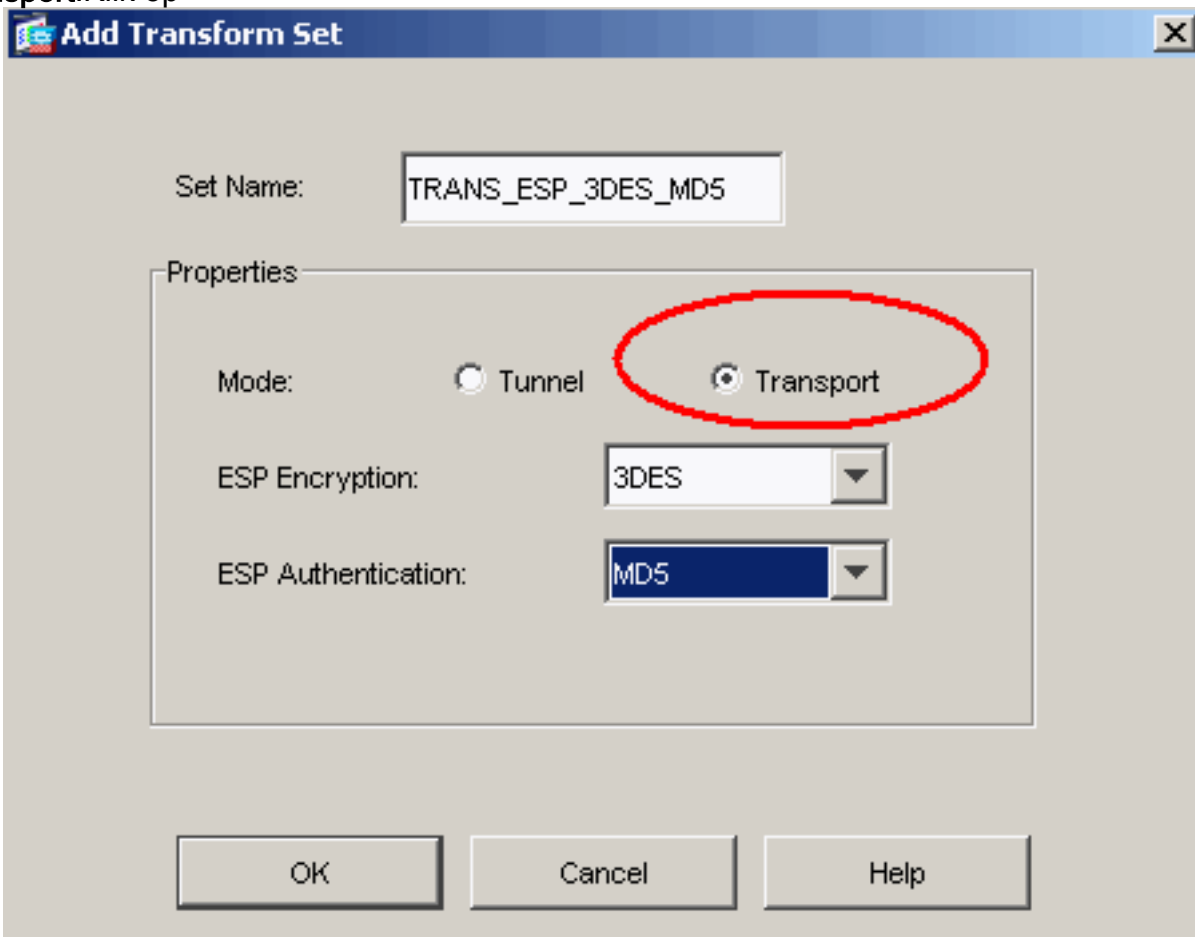 Add Transform Set
Set Name: TRANS_ESP_3DES_MD5
Properties
Mode: Tunnel Transport
ESP Encryption: 3DES
ESP Authentication: MD5
OK Cancel Help